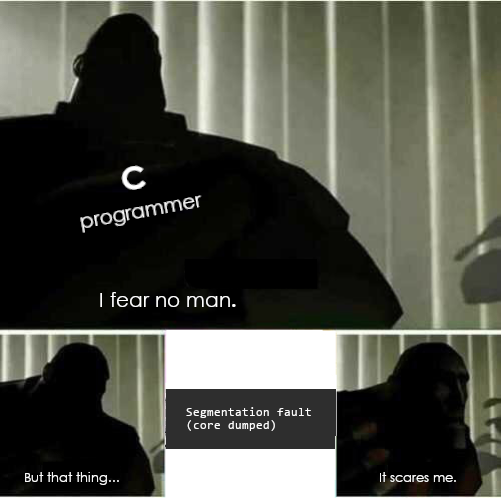 C
programmer
I fear no man.
But that thing...
Segmentation fault
(core dumped)
It scares me.